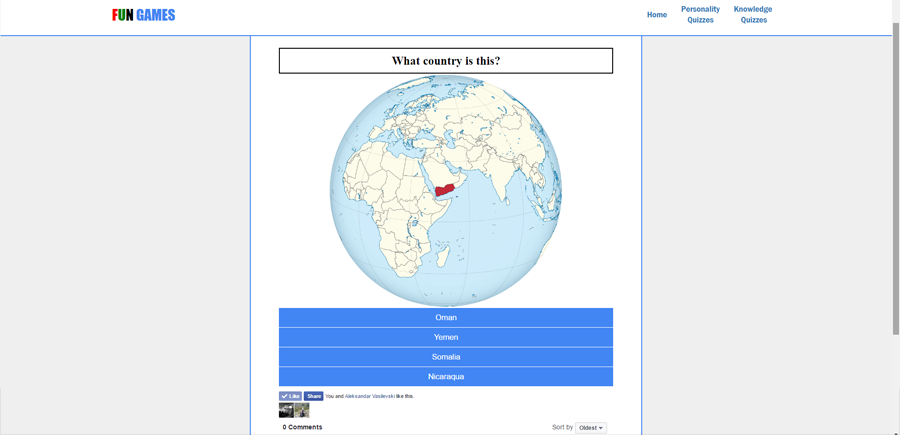 FUN GAMES
Home
Personality
Quizzes
Knowledge
Quizzes
What country is this?
Oman
Yemen
Somalia
Nicaraqua
Like
Share
You and Aleksandar Vasilevski like this.
0 Comments
Sort by
Oldest